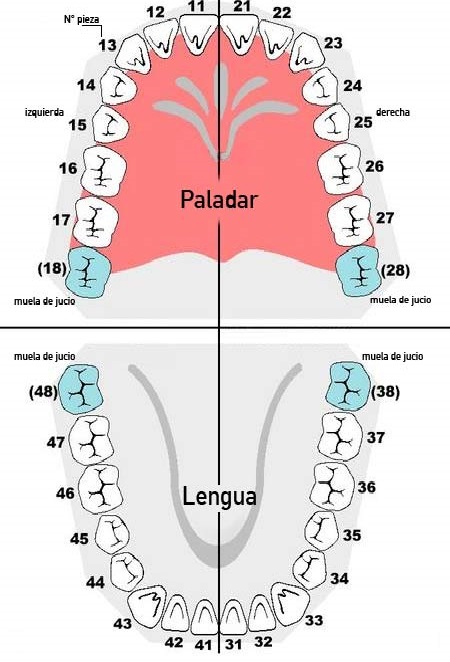 11 21
12 22
Nº pieza
13 23
14 24
izquierda derecha
15 25
16 26
Paladar
17 27
(18) (28)
muela de jucio muela de jucio
muela de jucio muela de jucio
(48) (38)
47 37
46 36
Lengua
45 35
44 34
43 33
42 41 31 32